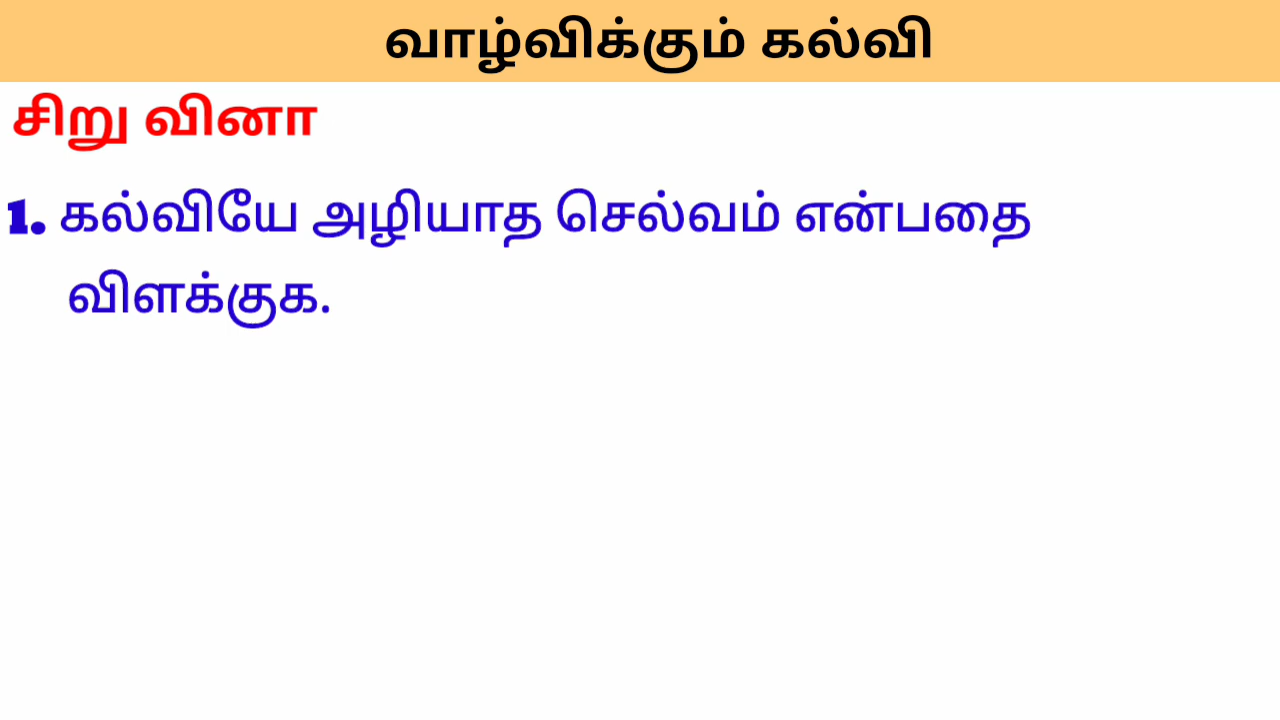 வாழ்விக்கும் கல்வி
சிறு வினா
1. கல்வியே அழியாத செல்வம் என்பதை
விளக்குக.